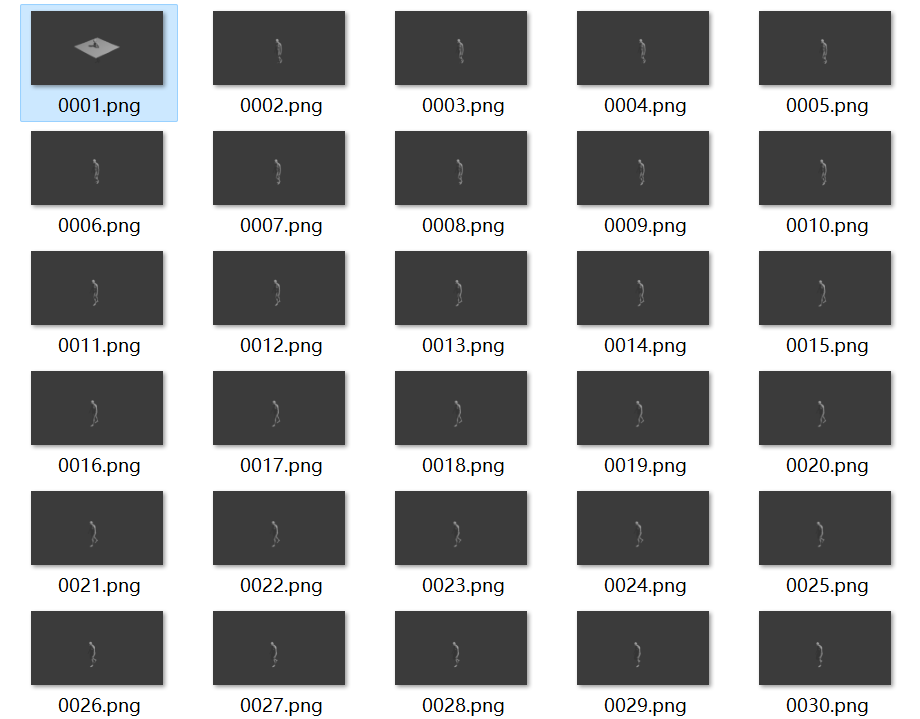 0001.png 0002.png 0003.png 0004.png 0005.png
0006.png 0007.png 0008.png 0009.png 0010.png
0011.png 0012.png 0013.png 0014.png 0015.png
0016.png 0017.png 0018.png 0019.png 0020.png
0021.png 0022.png 0023.png 0024.png 0025.png
0026.png 0027.png 0028.png 0029.png 0030.png